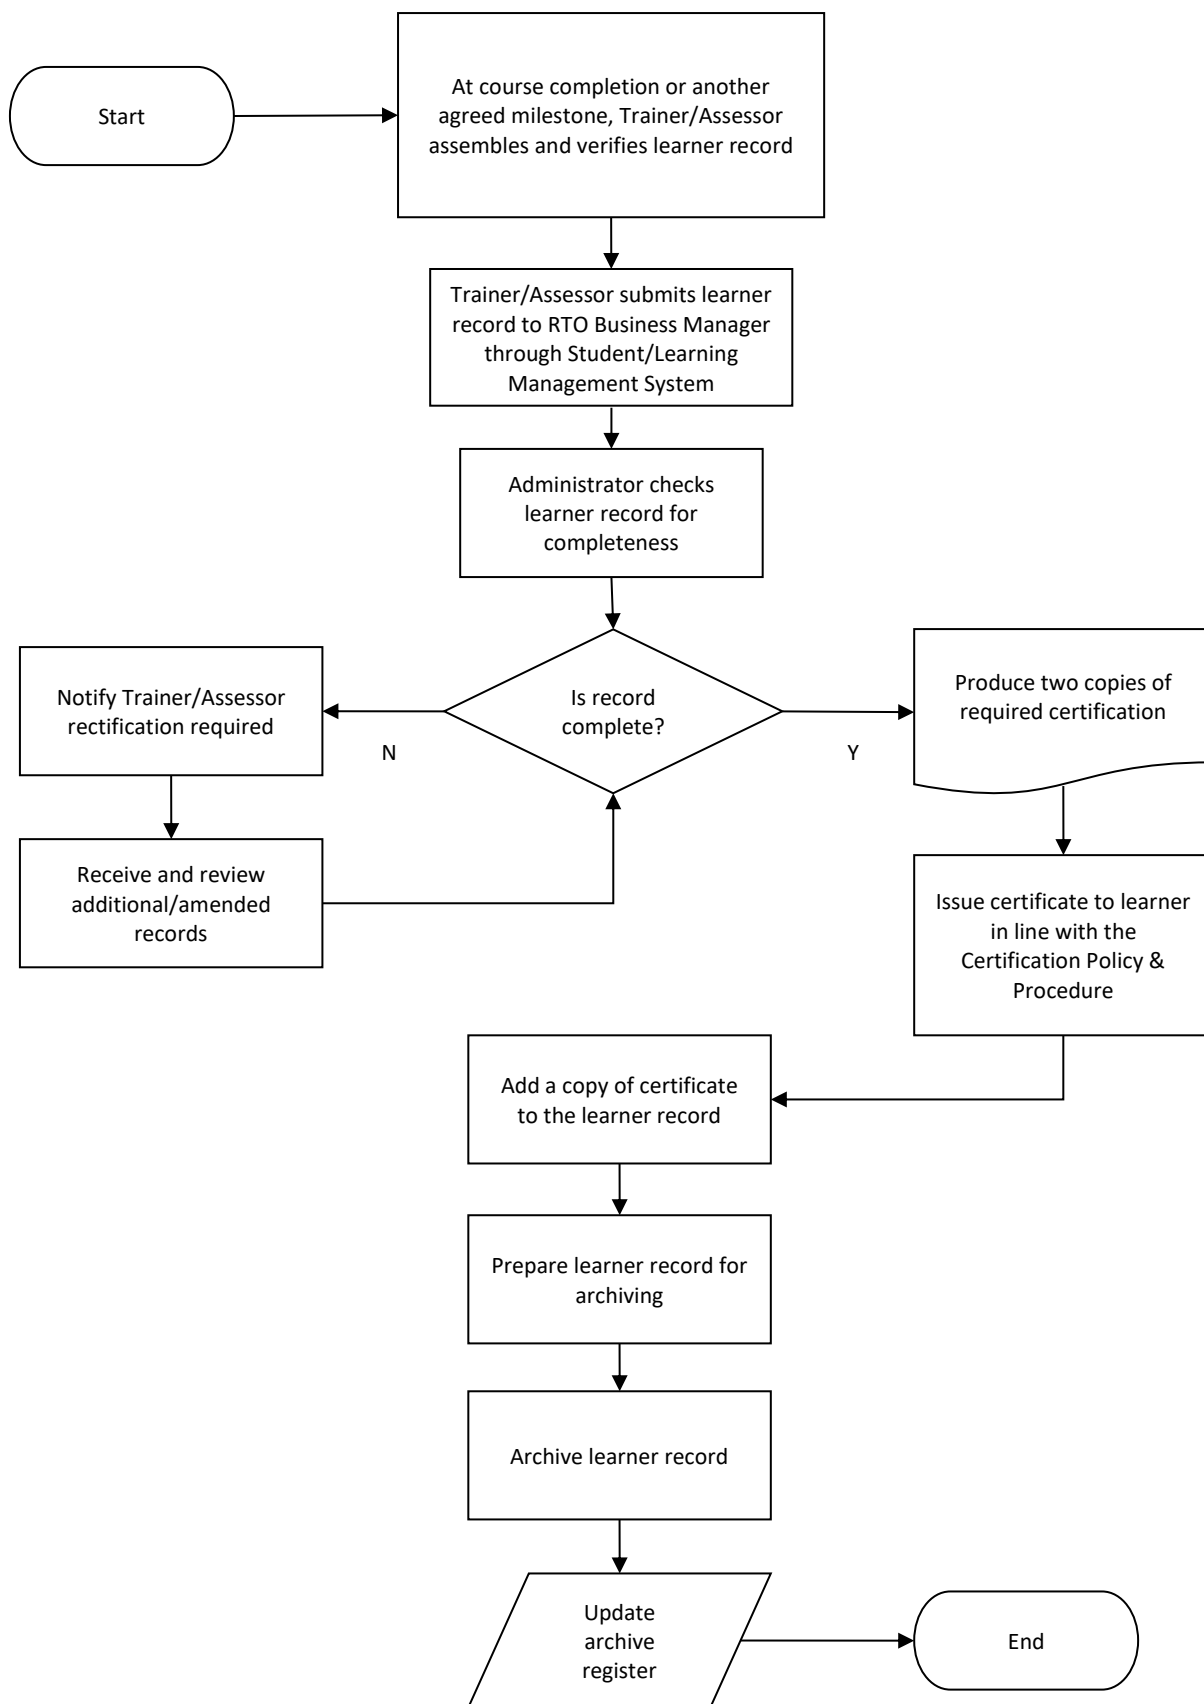 Start
At course completion or another
agreed milestone, Trainer/Assessor
assembles and verifies learner record
Trainer/Assessor submits learner
record to RTO Business Manager
through Student/Learning
Management System
Administrator checks
learner record for
completeness
Is record
complete?
N
Y
Notify Trainer/Assessor
rectification required
Receive and review
additional/amended
records
Produce two copies of
required certification
Issue certificate to learner
in line with the
Certification Policy &
Procedure
Add a copy of certificate
to the learner record
Prepare learner record for
archiving
Archive learner record
Update
archive
register
End